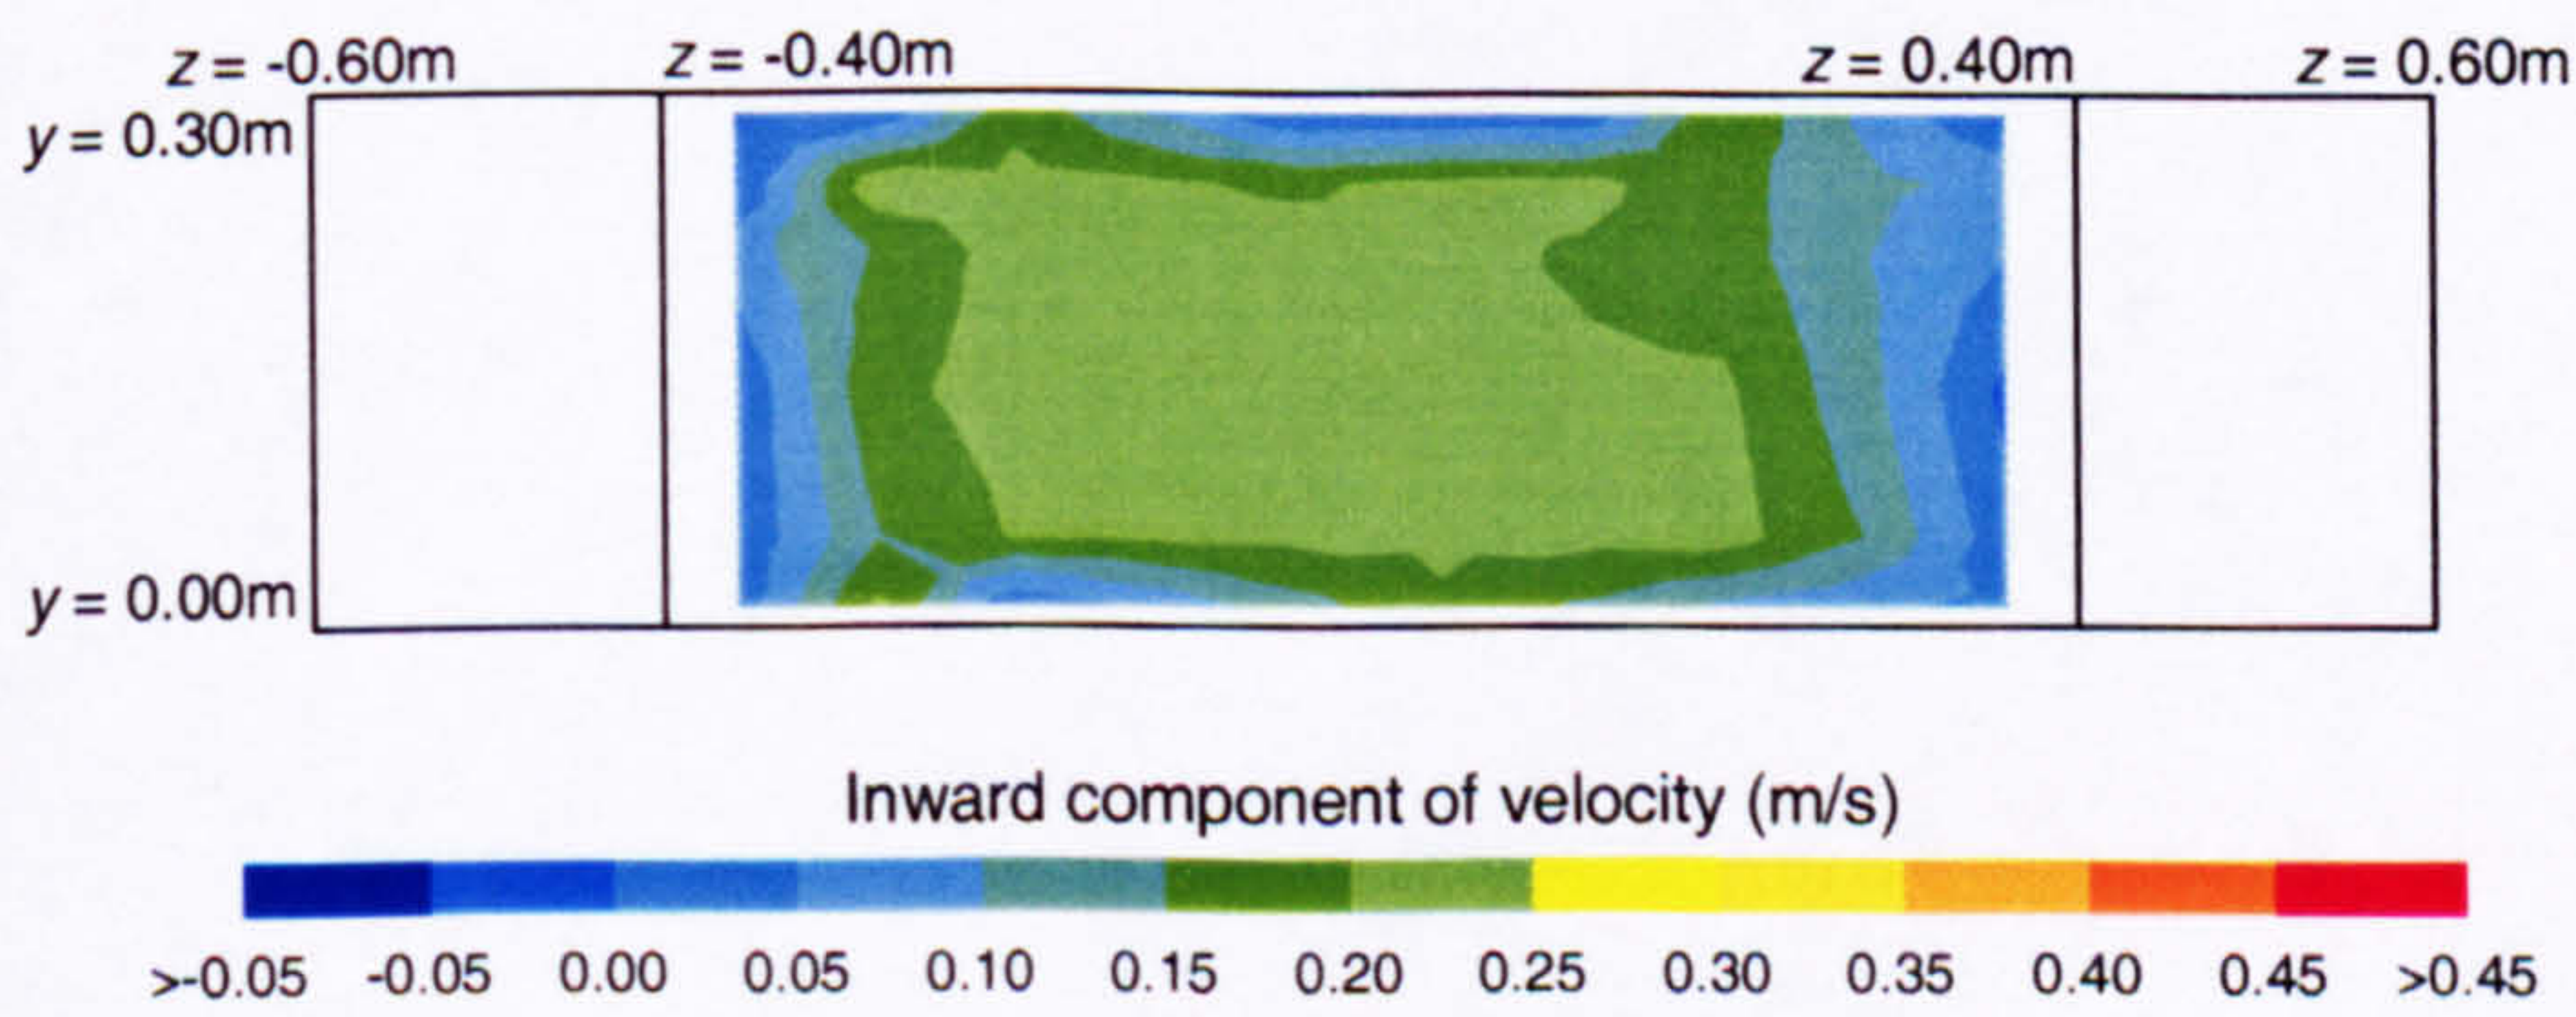 z = -0.60m z = -0.40m z = 0.40m z = 0.60m
y = 0.30m
y = 0.00m
Inward component of velocity (m/s)
>-0.05 -0.05 0.00 0.05 0.10 0.15 0.20 0.25 0.30 0.35 0.40 0.45 >0.45